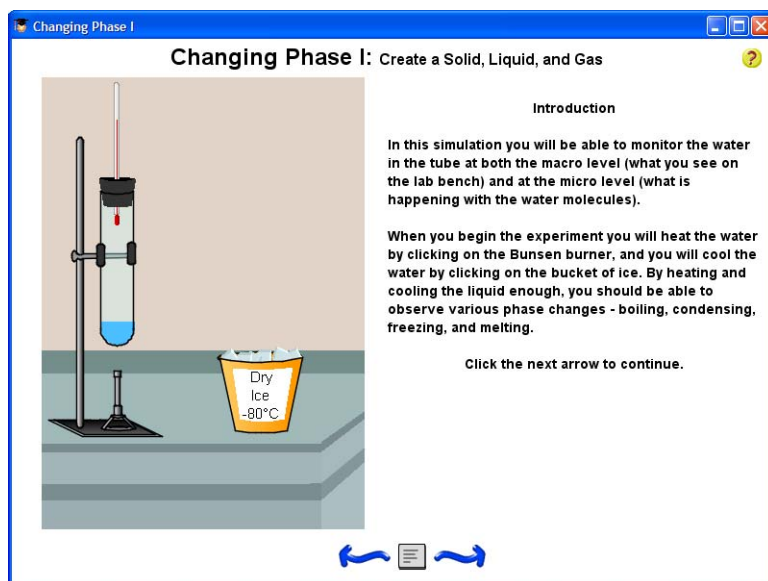 Changing Phase I
Changing Phase I: Create a Solid, Liquid, and Gas
?
Introduction
In this simulation you will be able to monitor the water
in the tube at both the macro level (what you see on
the lab bench) and at the micro level (what is
happening with the water molecules).
When you begin the experiment you will heat the water
by clicking on the Bunsen burner, and you will cool the
water by clicking on the bucket of ice. By heating and
cooling the liquid enough, you should be able to
observe various phase changes - boiling, condensing,
freezing, and melting.
Click the next arrow to continue.
Dry
Ice
-80°C